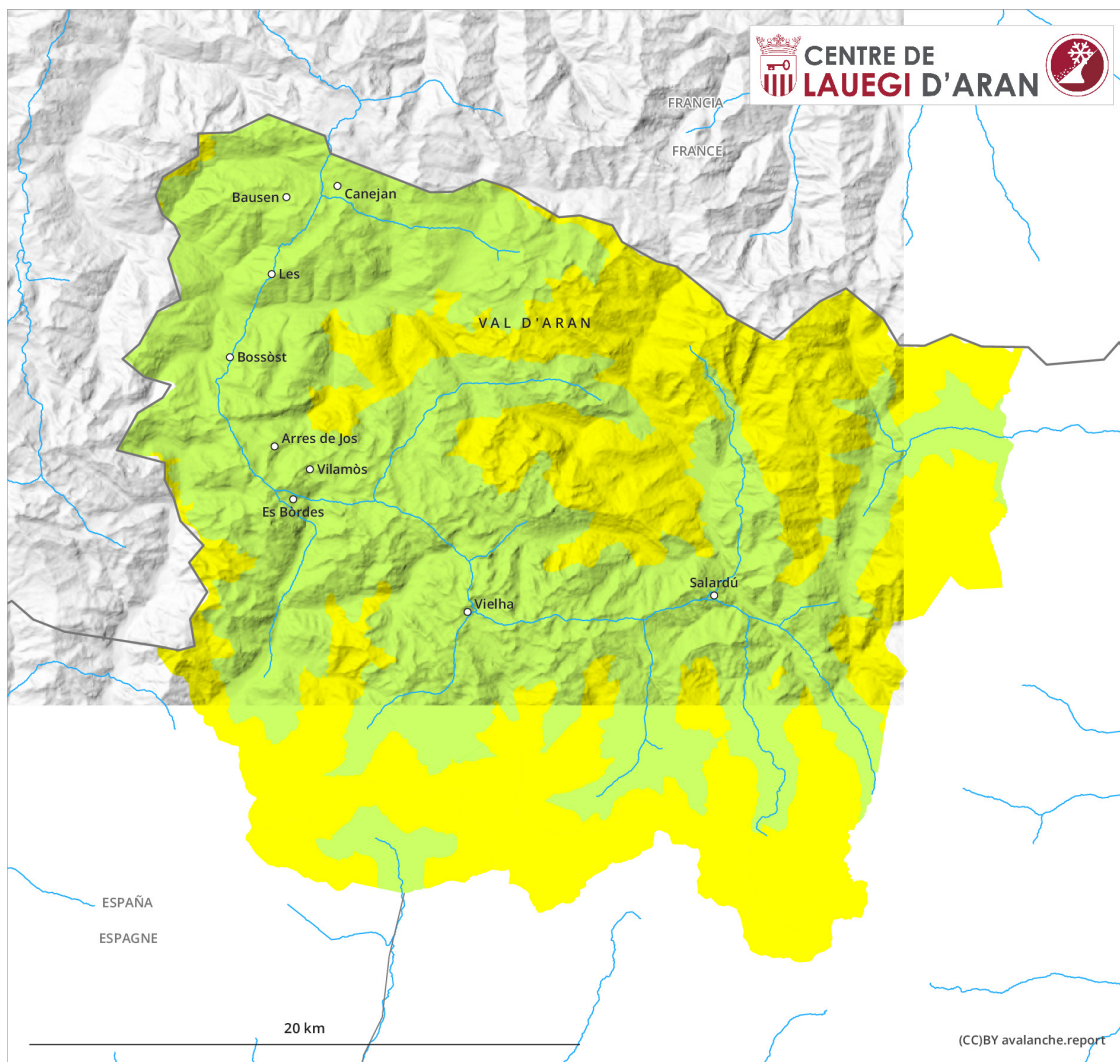 CENTRE DE
LAUEGI D'ARAN
FRANCIA
FRANCE
Bausen
Canejan
Les
VAL D'ARAN
Bossòst
Arres de Jos
Vilamòs
Es Bòrdes
Salardú
Vielha
ESPAÑA
ESPAGNE
20 km
(CC)BY avalanche.report